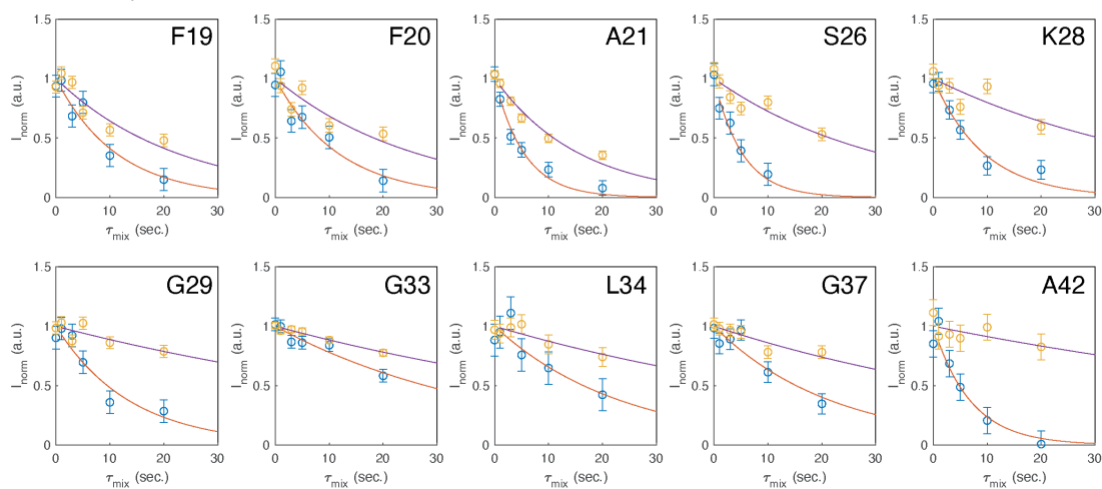 F19
1.5
1
0.5
0
I_norm (a.u.)
0 10 20 30
τ_mix (sec.)
F20
1.5
1
0.5
0
I_norm (a.u.)
0 10 20 30
τ_mix (sec.)
A21
1.5
1
0.5
0
I_norm (a.u.)
0 10 20 30
τ_mix (sec.)
S26
1.5
1
0.5
0
I_norm (a.u.)
0 10 20 30
τ_mix (sec.)
K28
1.5
1
0.5
0
I_norm (a.u.)
0 10 20 30
τ_mix (sec.)
G29
1.5
1
0.5
0
I_norm (a.u.)
0 10 20 30
τ_mix (sec.)
G33
1.5
1
0.5
0
I_norm (a.u.)
0 10 20 30
τ_mix (sec.)
L34
1.5
1
0.5
0
I_norm (a.u.)
0 10 20 30
τ_mix (sec.)
G37
1.5
1
0.5
0
I_norm (a.u.)
0 10 20 30
τ_mix (sec.)
A42
1.5
1
0.5
0
I_norm (a.u.)
0 10 20 30
τ_mix (sec.)